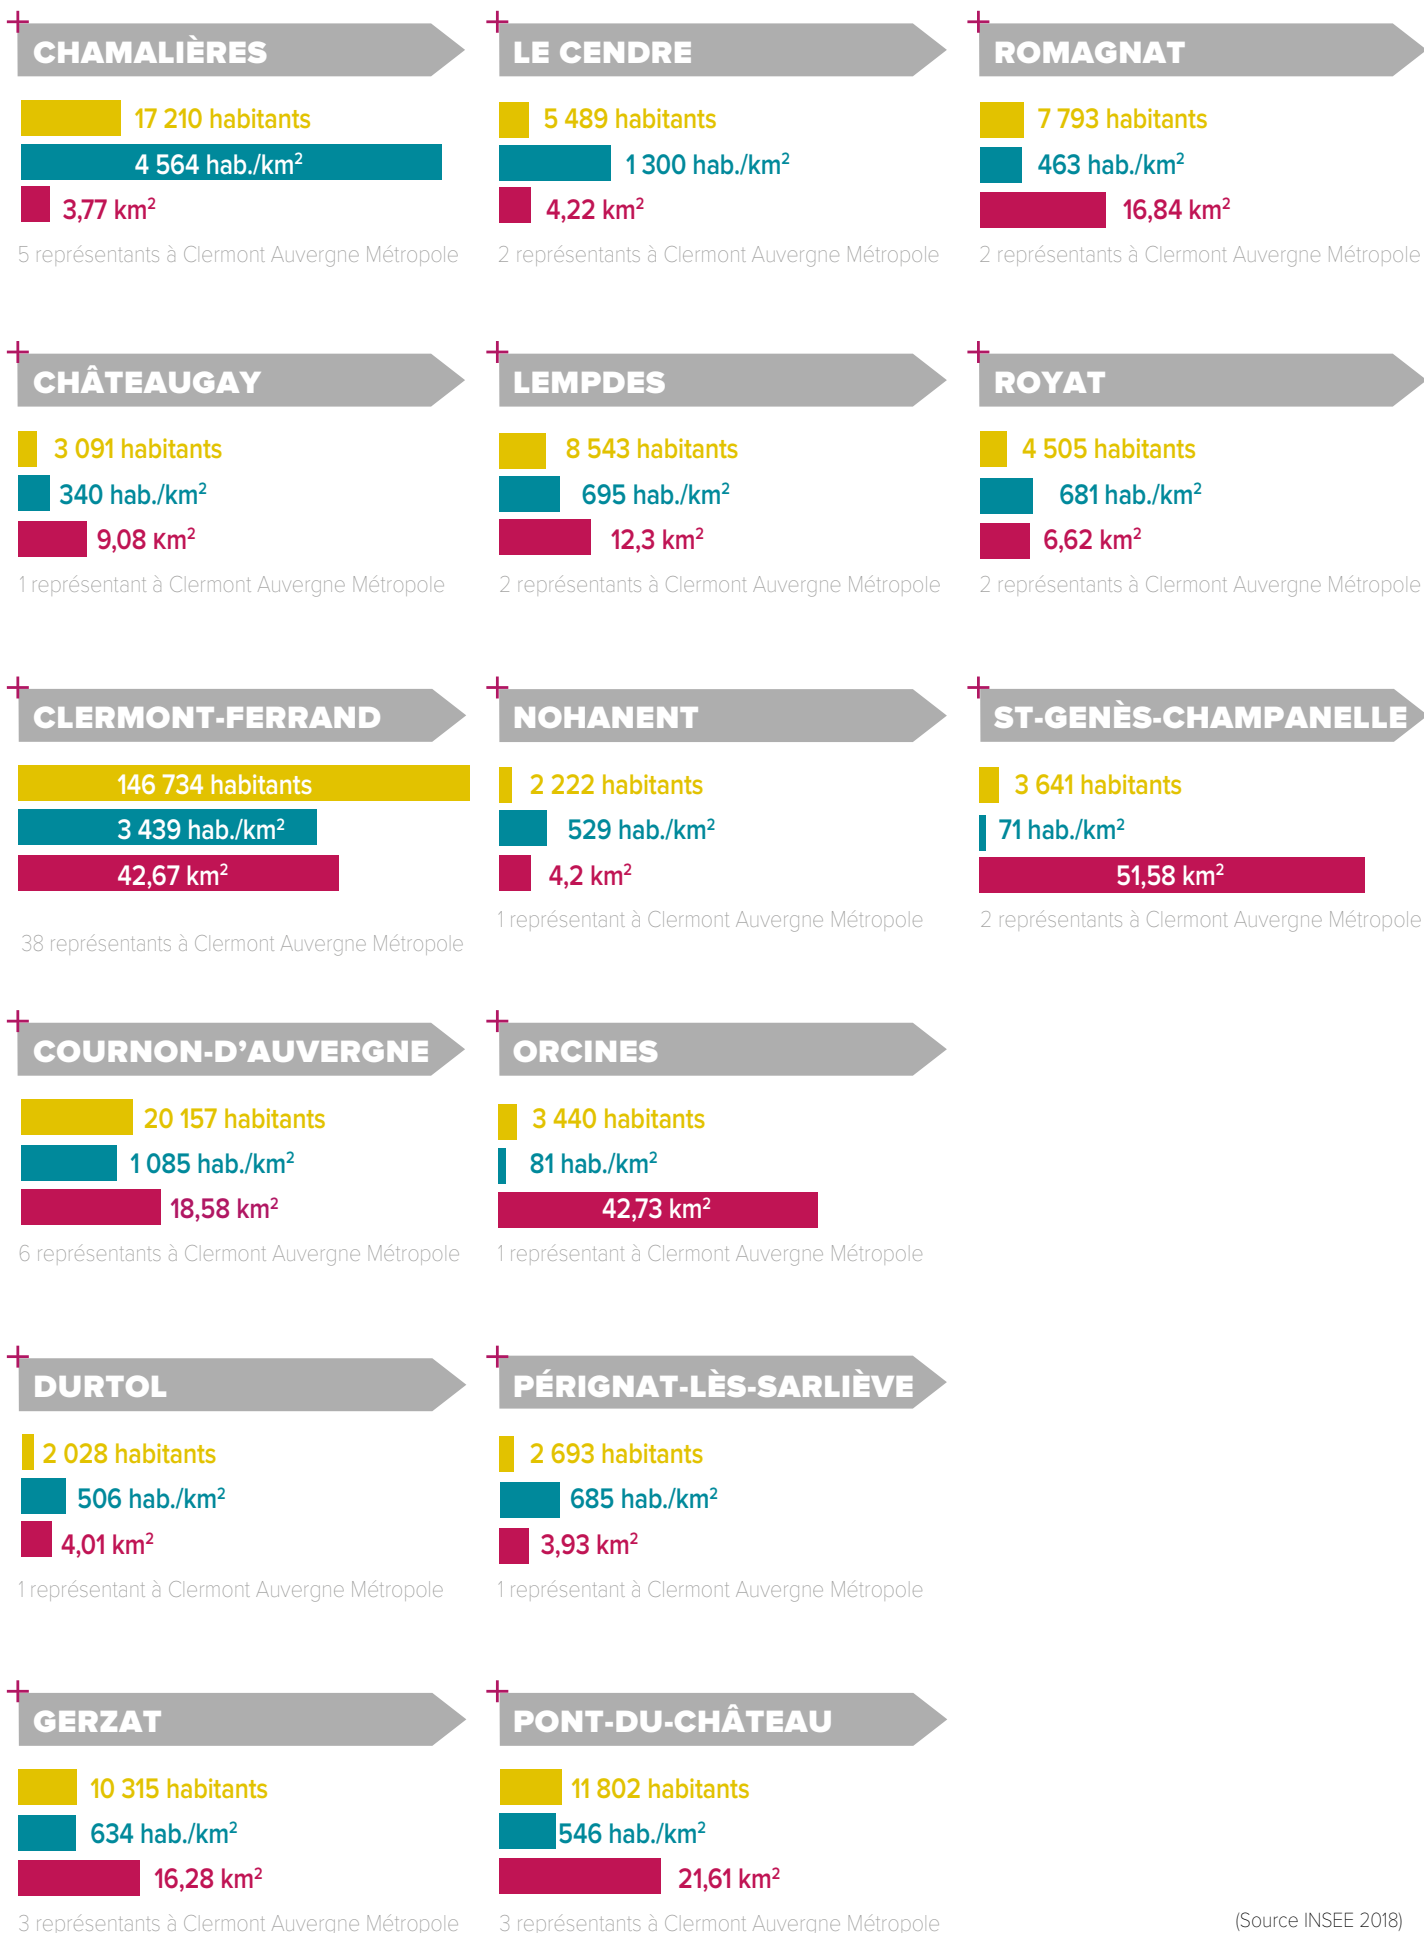 CHAMALIÈRES
17 210 habitants
4 564 hab./km²
3,77 km²
5 représentants à Clermont Auvergne Métropole
CHÂTEAUGAY
3 091 habitants
340 hab./km²
9,08 Km²
1 représentant à Clermont Auvergne Métropole
CLERMONT-FERRAND
146 734 habitants
3 439 hab./km²
42,67 km²
38 représentants à Clermont Auvergne Métropole
COURNON-D’AUVERGNE
20 157 habitants
1 085 hab./km²
18,58 km²
6 représentants à Clermont Auvergne Métropole
DURTOL
2 028 habitants
506 hab./km²
4,01 km²
1 représentant à Clermont Auvergne Métropole
GERZAT
10 315 habitants
634 hab./km²
16,28 km²
3 représentants à Clermont Auvergne Métropole
LE CENDRE
5 489 habitants
1 300 hab./km²
4,22 km²
2 représentants à Clermont Auvergne Métropole
LEMPDES
8 543 habitants
695 hab./km²
12,3 km²
2 représentants à Clermont Auvergne Métropole
NOHANENT
2 222 habitants
529 hab./km²
4,2 km²
1 représentant à Clermont Auvergne Métropole
ORCINES
3 440 habitants
81 hab./km²
42,73 km²
1 représentant à Clermont Auvergne Métropole
PÉRIGNAT-LÈS-SARLIÈVE
2 693 habitants
685 hab./km²
3,93 km²
1 représentant à Clermont Auvergne Métropole
PONT-DU-CHÂTEAU
11 802 habitants
546 hab./km²
21,61 km²
3 représentants à Clermont Auvergne Métropole
ROMAGNAT
7 793 habitants
463 hab./km²
16,84 km²
2 représentants à Clermont Auvergne Métropole
ROYAT
4 505 habitants
681 hab./km²
6,62 km²
2 représentants à Clermont Auvergne Métropole
ST-GENÈS-CHAMPANELLE
3 641 habitants
71 hab./km²
51,58 km²
2 représentants à Clermont Auvergne Métropole
(Source INSEE 2018)